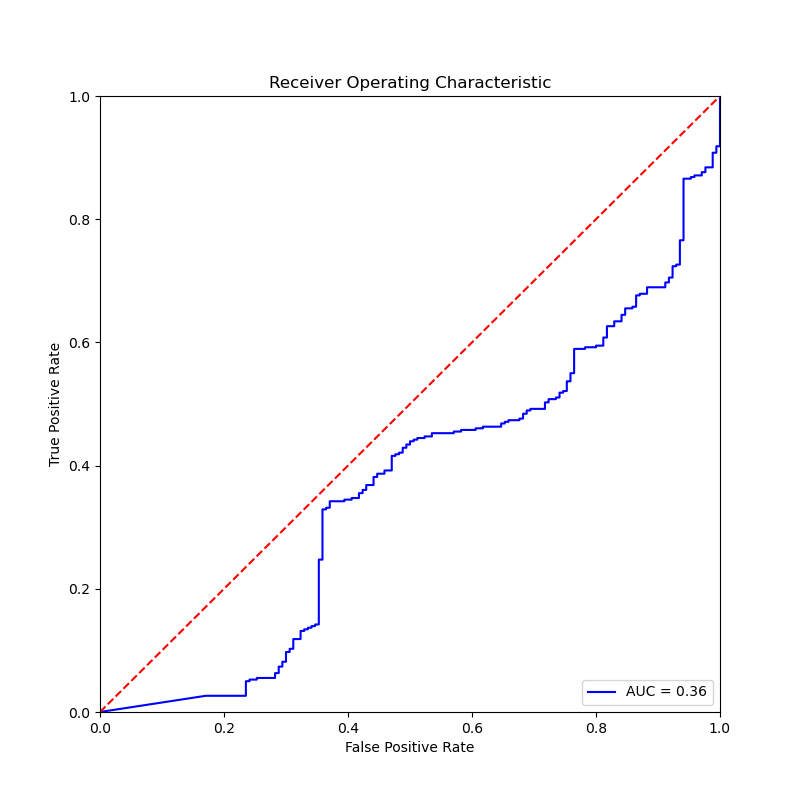 Receiver Operating Characteristic
1.0
0.8
0.6
0.4
0.2
0.0
True Positive Rate
AUC = 0.36
0.0 0.2 0.4 0.6 0.8 1.0
False Positive Rate